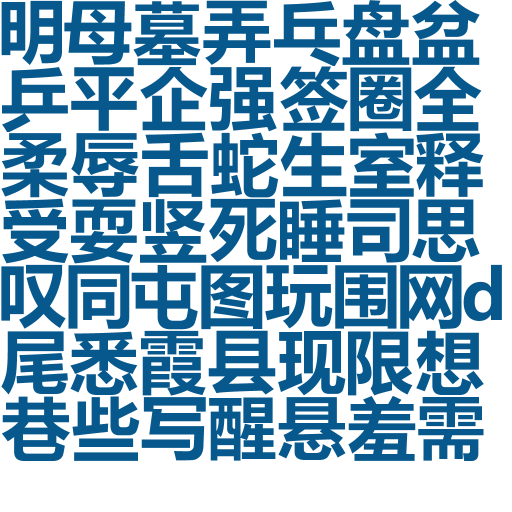 明母墓弄乓盘盆
乒平企强签圈全
柔辱舌蛇生室释
受耍竖死睡司思
叹同屯图玩围网d
尾悉霞县现限想
巷些写醒悬羞需